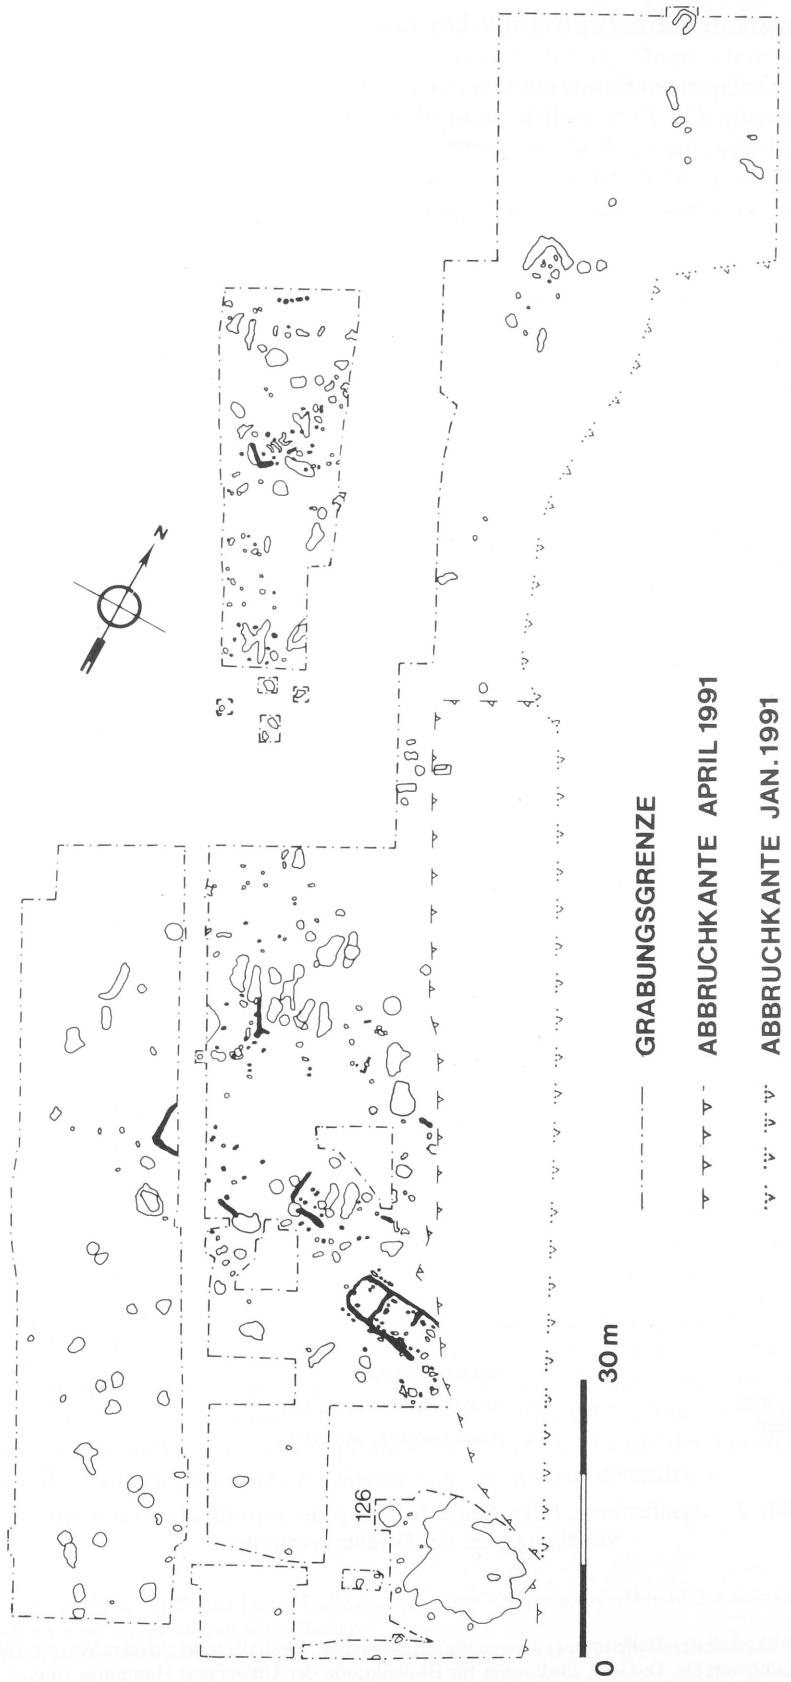 N
126
GRABUNGSGRENZE
ABBRUCHKANTE APRIL 1991
ABBRUCHKANTE JAN. 1991
0 30 m